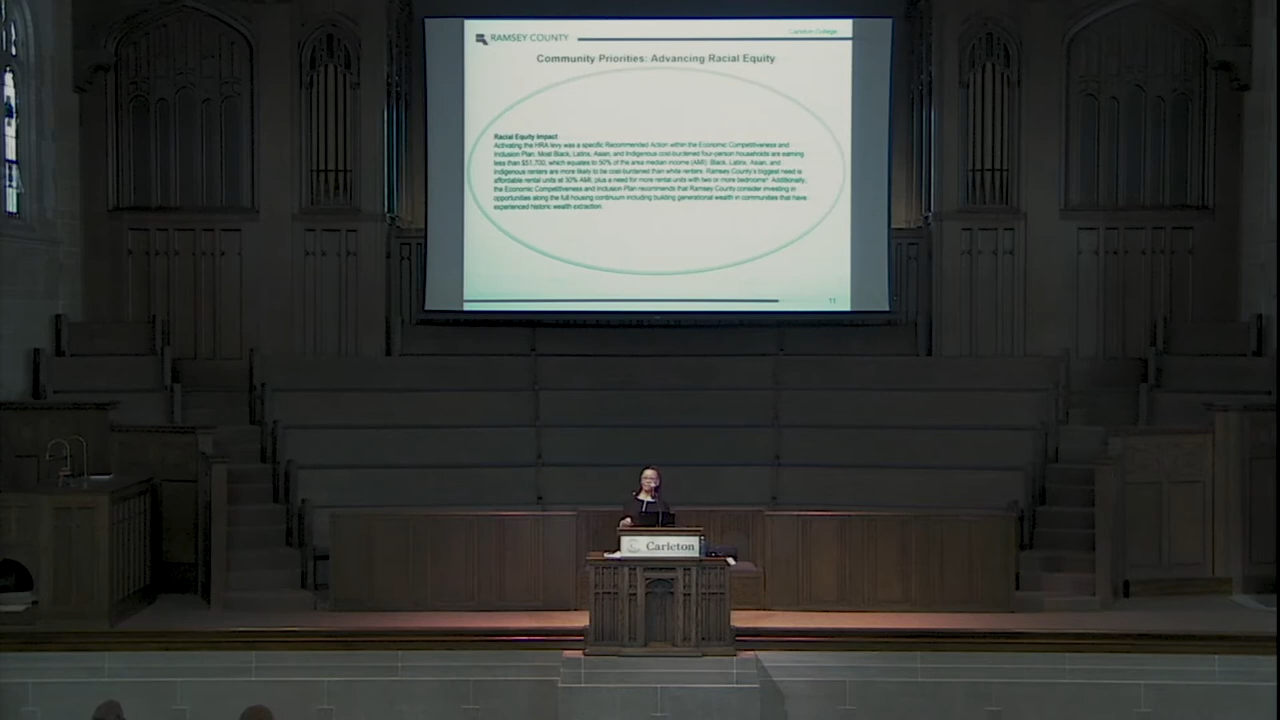 RAMSEY COUNTY
Carleton College
Community Priorities: Advancing Racial Equity
Racial Equity Impact
Activating the HRA levy was a specific Recommended Action within the Economic Competitiveness and
Inclusion Plan. Most Black, Latinx, Asian, and Indigenous cost-burdened four-person households are earning
less than $51,700, which equates to 50% of the area median income (AMI). Black, Latinx, Asian, and
Indigenous renters are more likely to be cost-burdened than white renters. Ramsey County's biggest need is
affordable rental units at 30% AMI, plus a need for more rental units with two or more bedrooms*. Additionally,
the Economic Competitiveness and Inclusion Plan recommends that Ramsey County consider investing in
opportunities along the full housing continuum including building generational wealth in communities that have
experienced historic wealth extraction.
Carleton